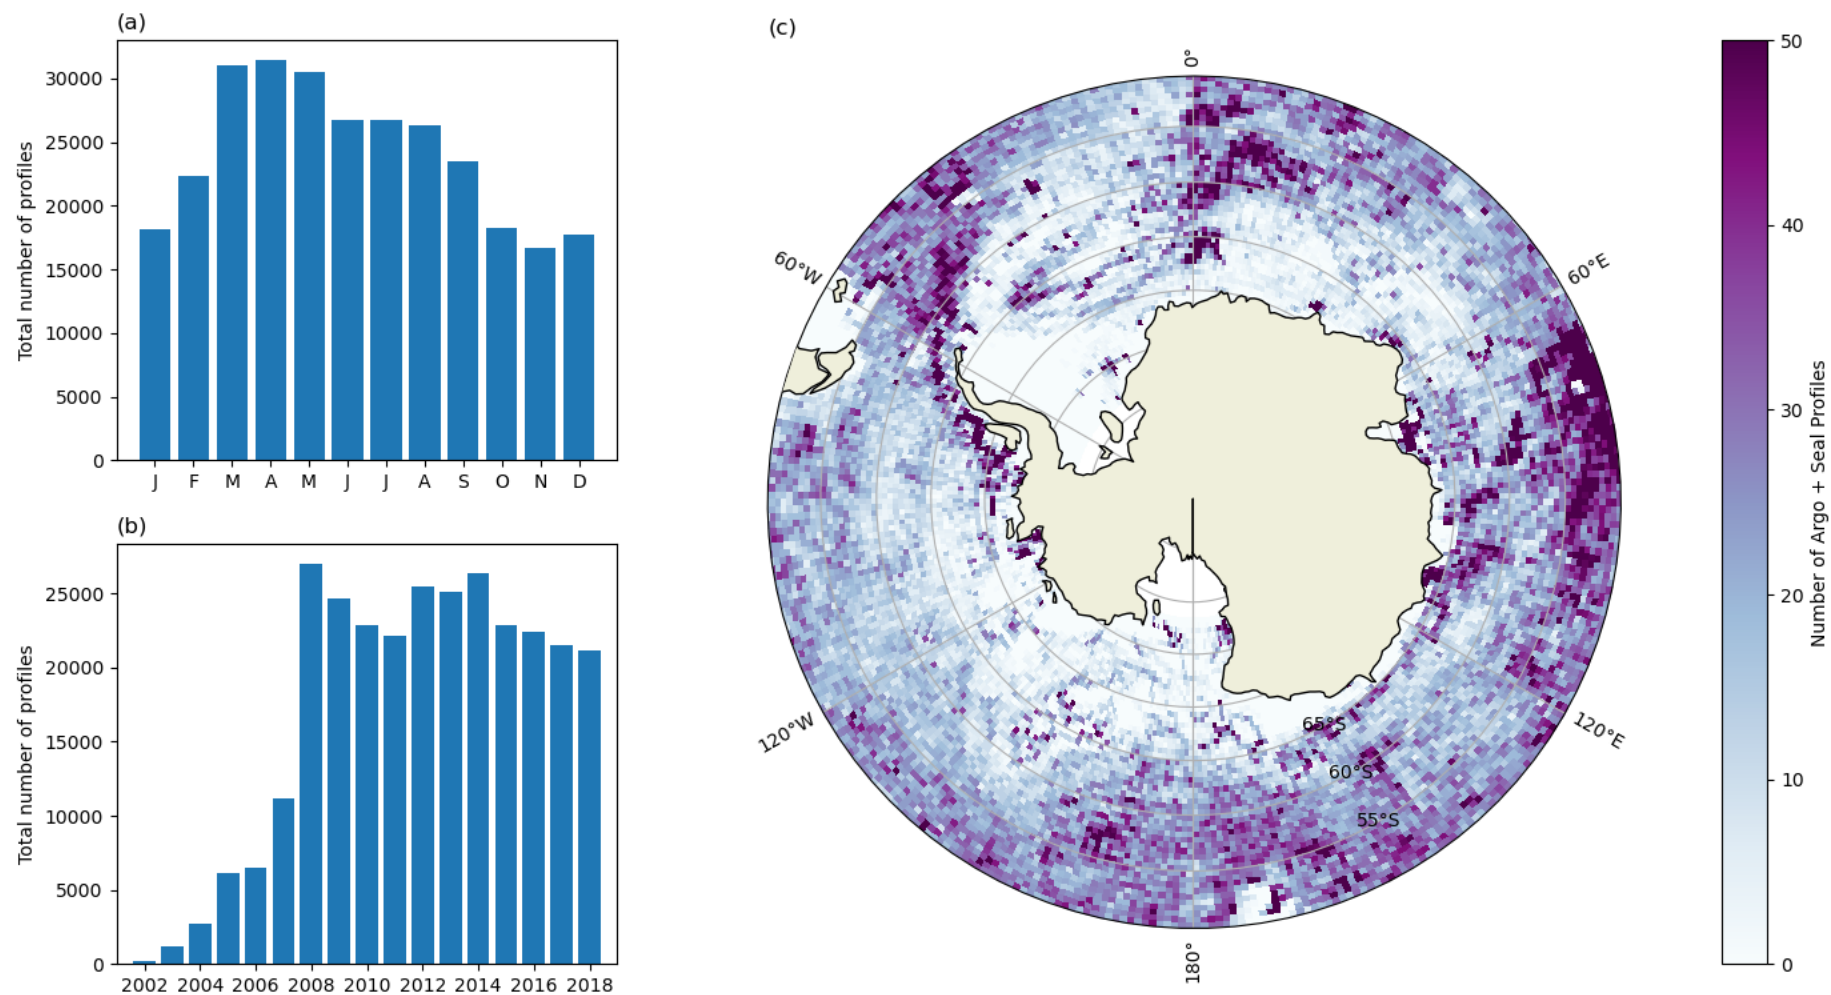 (a)
30000
25000
20000
15000
10000
5000
0
Total number of profiles
J F M A M J J A S O N D
(b)
25000
20000
15000
10000
5000
0
Total number of profiles
2002 2004 2006 2008 2010 2012 2014 2016 2018
(c)
0°
60°W
60°E
120°W
120°E
65°S
60°S
55°S
180°
50
40
30
20
10
0
Number of Argo + Seal Profiles